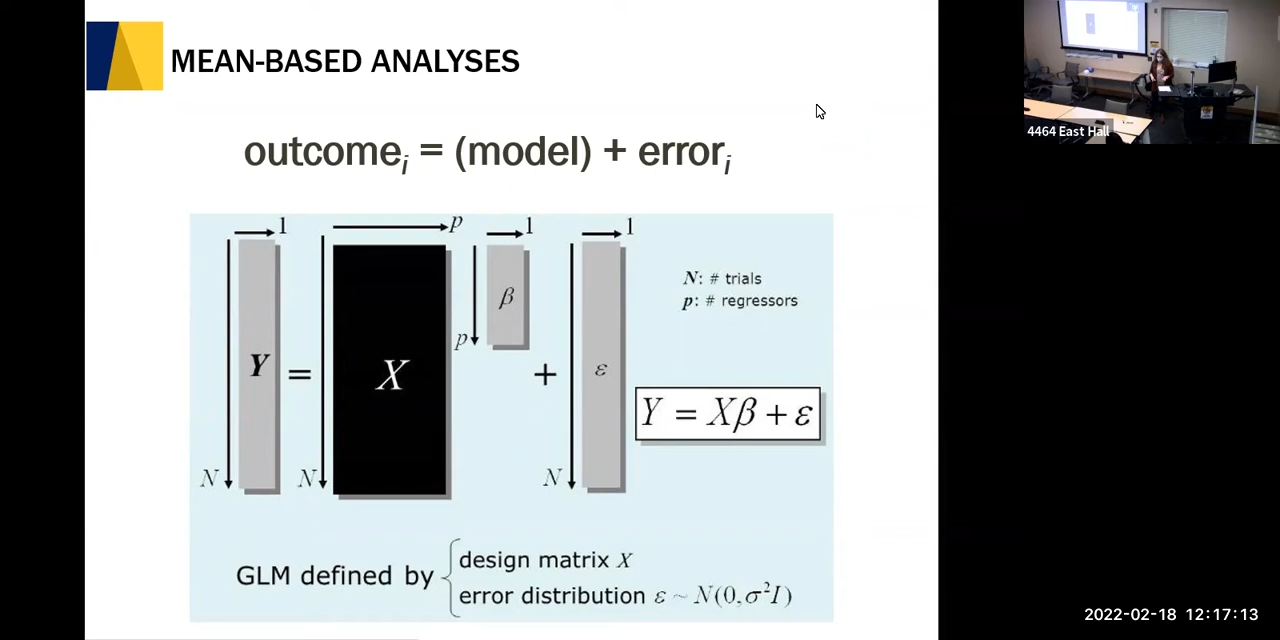 MEAN-BASED ANALYSES
outcomeᵢ = (model) + errorᵢ
1
p
1
1
N: # trials
p: # regressors
β
p
Y
=
X
+
ε
Y = Xβ + ε
N
N
N
GLM defined by
design matrix X
error distribution ε ~ N(0, σ²I)
4464 East Hall
2022-02-18 12:17:13